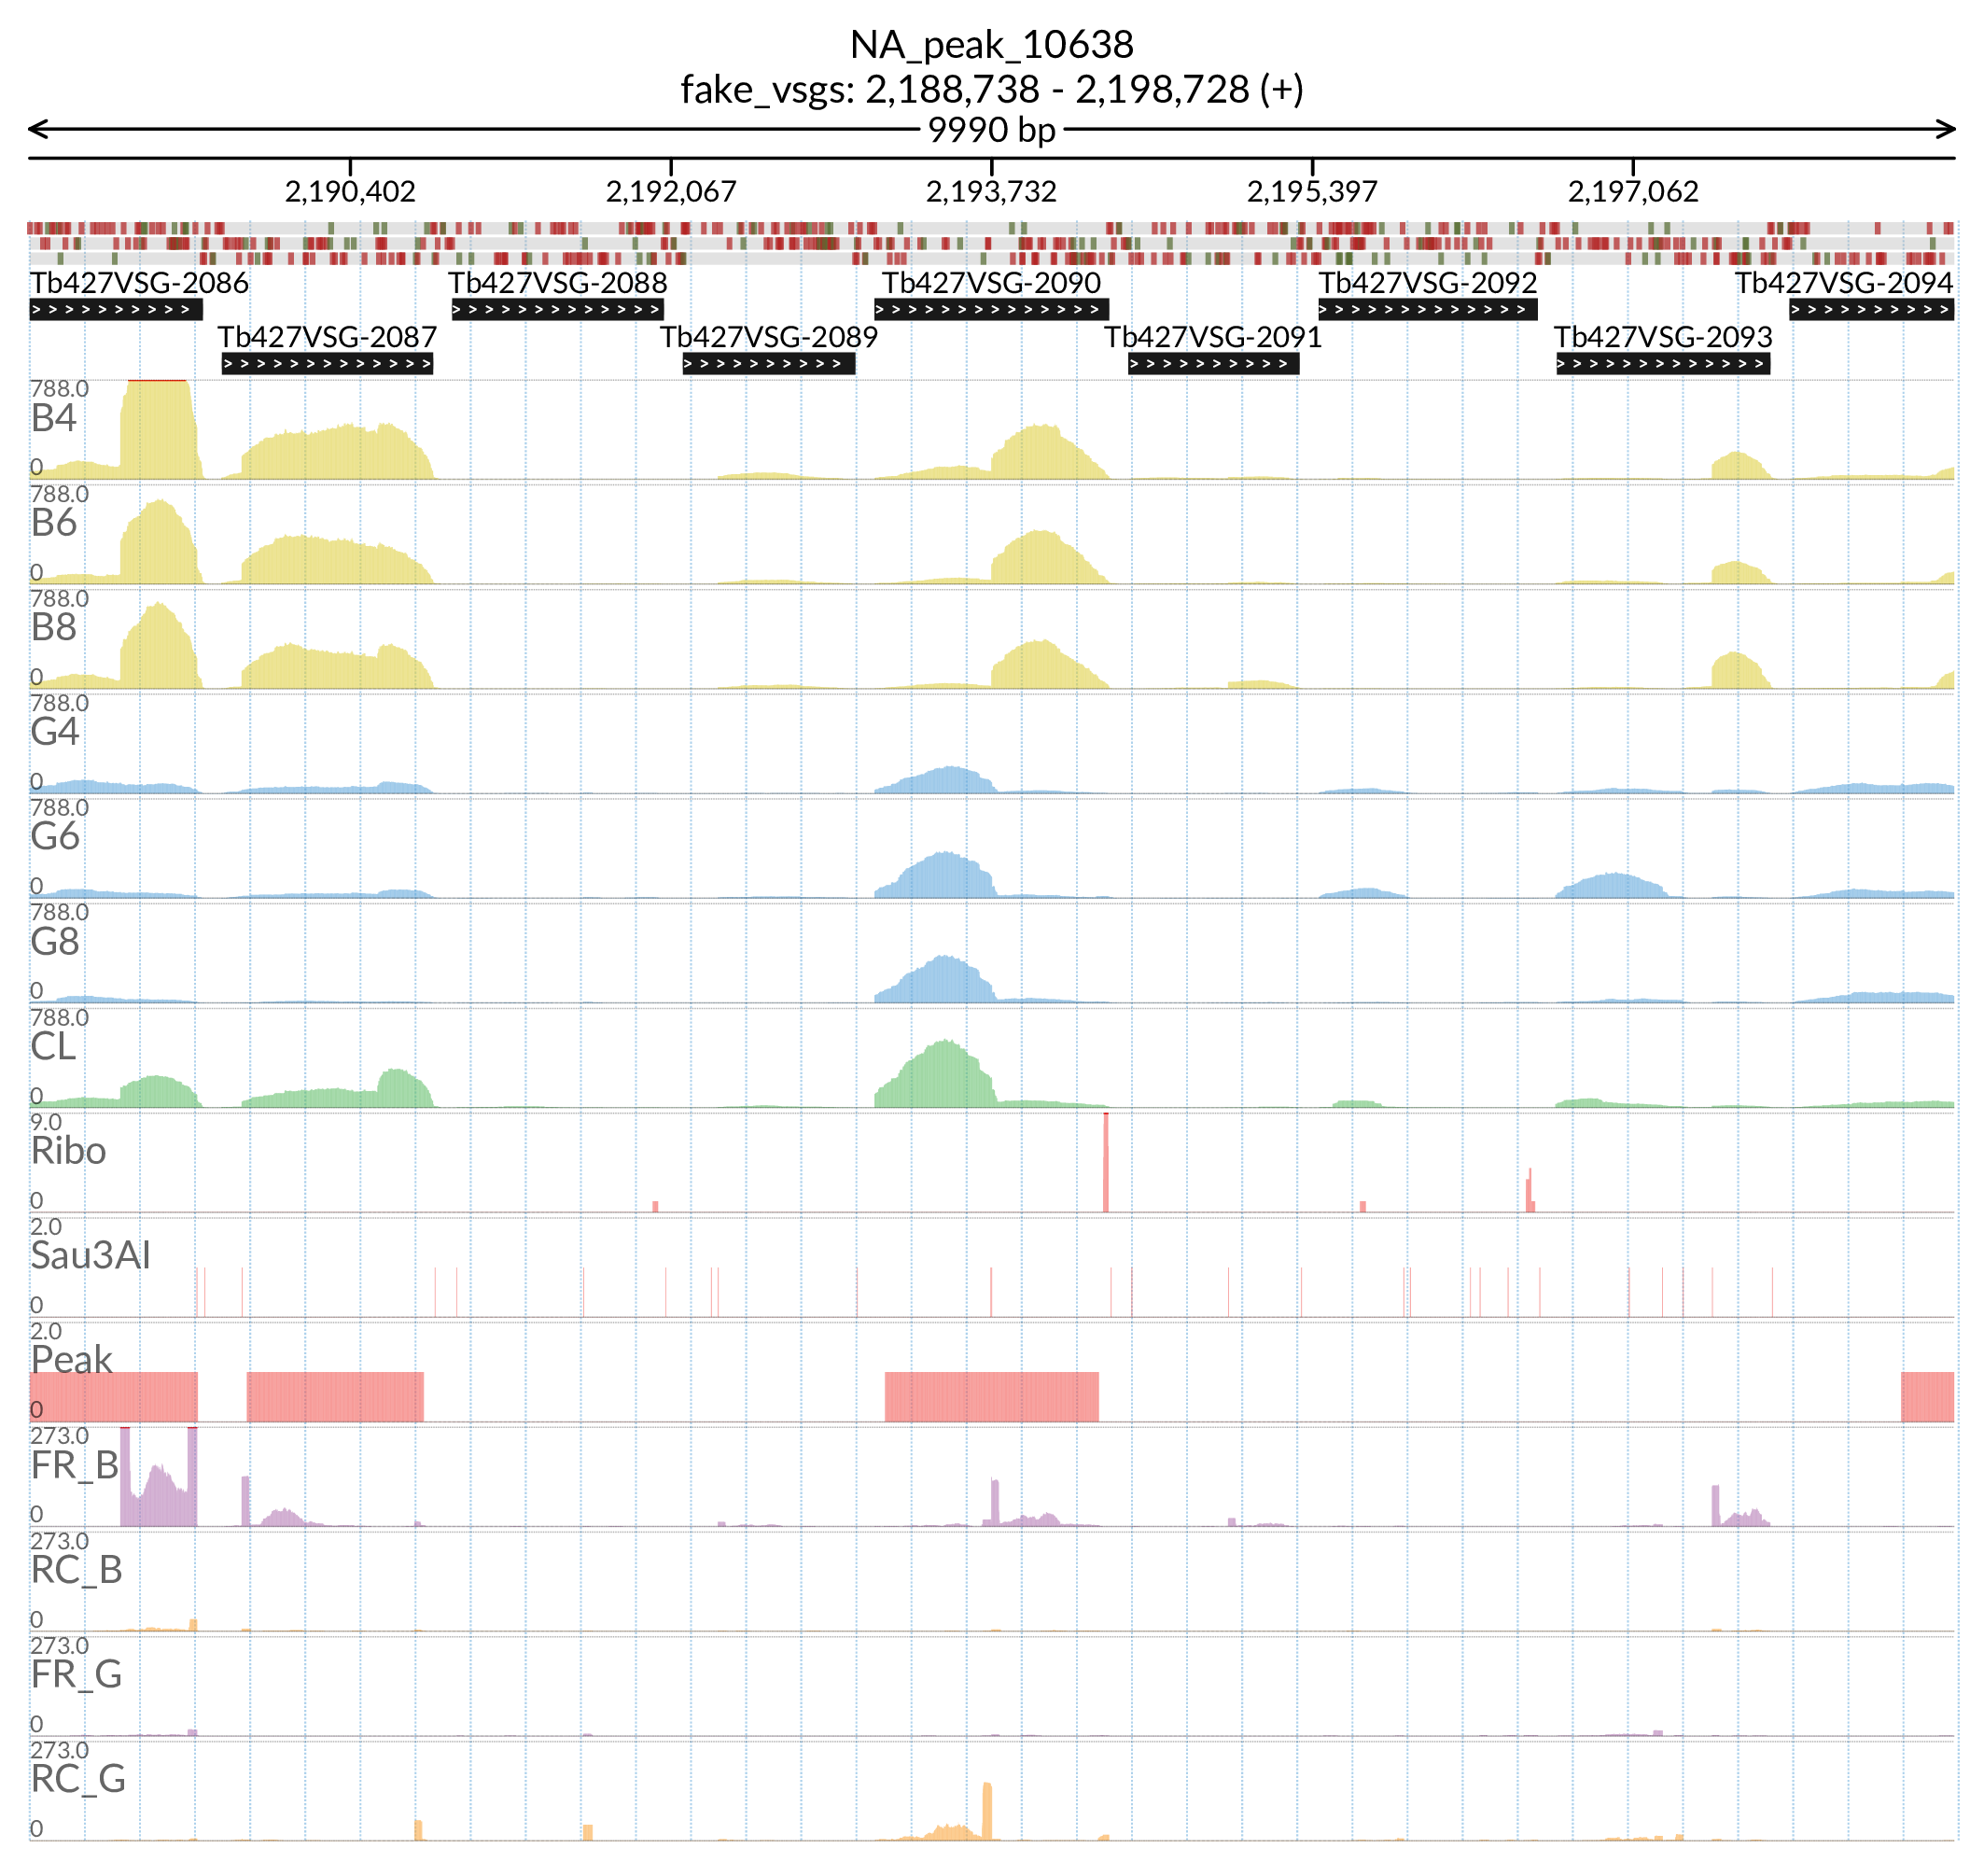 NA_peak_10638
fake_vsgs: 2,188,738 - 2,198,728 (+)
9990 bp
2,190,402 2,192,067 2,193,732 2,195,397 2,197,062
Tb427VSG-2086 Tb427VSG-2088 Tb427VSG-2090 Tb427VSG-2092 Tb427VSG-2094
Tb427VSG-2087 Tb427VSG-2089 Tb427VSG-2091 Tb427VSG-2093
788.0
B4
0
788.0
B6
0
788.0
B8
0
788.0
G4
0
788.0
G6
0
788.0
G8
0
788.0
CL
0
9.0
Ribo
0
2.0
Sau3AI
0
2.0
Peak
0
273.0
FR_B
0
273.0
RC_B
0
273.0
FR_G
0
273.0
RC_G
0